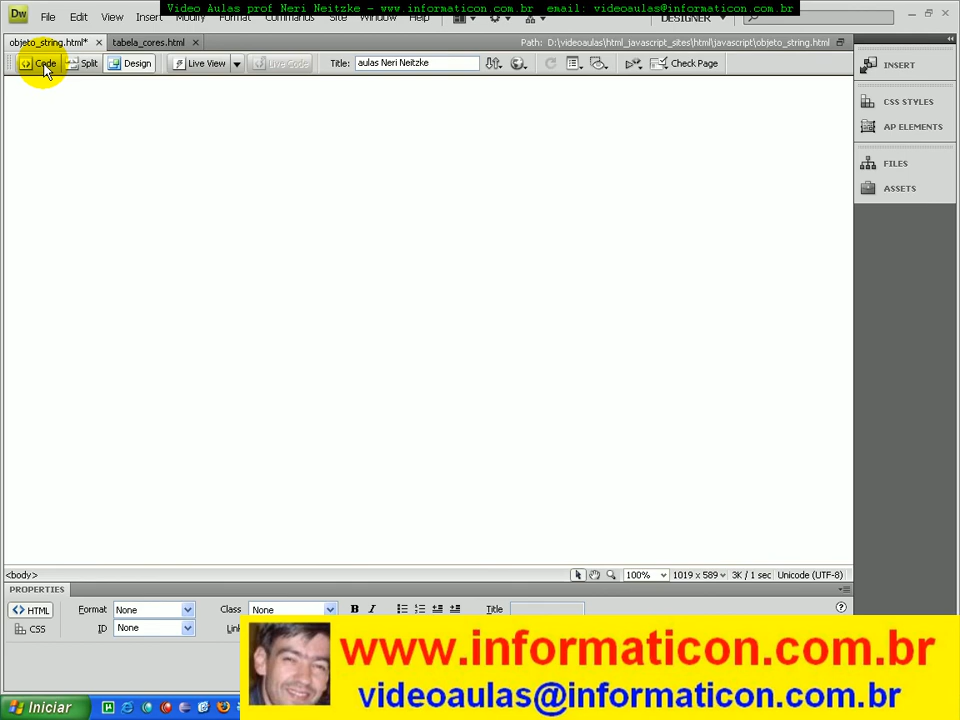 Video Aulas prof Neri Neitzke - www.informaticon.com.br email: videoaulas@informaticon.com.br
Dw File Edit View Insert Modify Format Commands Site Window Help DESIGNER
objeto_string.html* tabela_cores.html Path: D:\videoaulas\html_javascript_sites\html\javascript\objeto_string.html
Code Split Design Live View Live Code Title: aulas Neri Neitzke Check Page
INSERT
CSS STYLES
AP ELEMENTS
FILES
ASSETS
<body> 100% 1019 x 589 3K / 1 sec Unicode (UTF-8)
PROPERTIES
<> HTML Format None Class None B I Title
CSS ID None Link
www.informaticon.com.br
videoaulas@informaticon.com.br
Iniciar